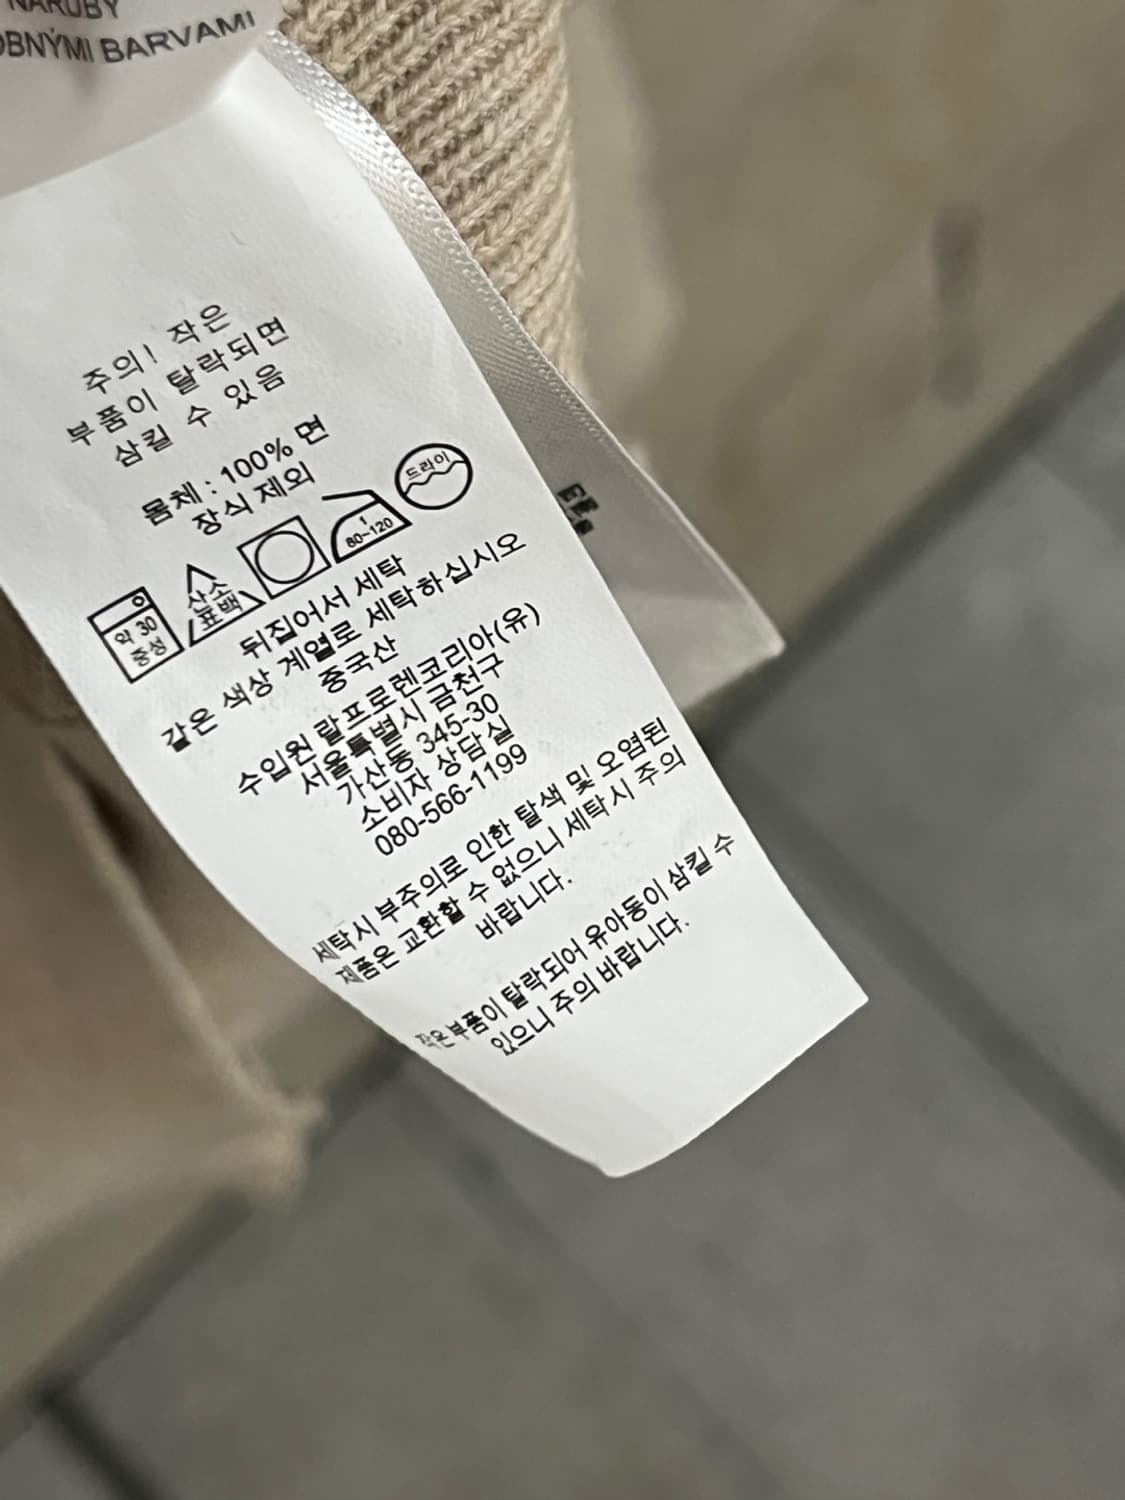 NARUBY
OBNÝMI BARVAMI
주의! 작은
부품이 탈락되면
삼킬 수 있음
몸체 : 100% 면
장식 제외
약 30
중성
산소
표백
80~120
드라이
뒤집어서 세탁
같은 색상 계열로 세탁하십시오
중국산
수입원 랄프로렌코리아(유)
서울특별시 금천구
가산동 345-30
소비자 상담실
080-566-1199
세탁시 부주의로 인한 탈색 및 오염된
제품은 교환할 수 없으니 세탁시 주의
바랍니다.
작은 부품이 탈락되어 유아동이 삼킬 수
있으니 주의 바랍니다.